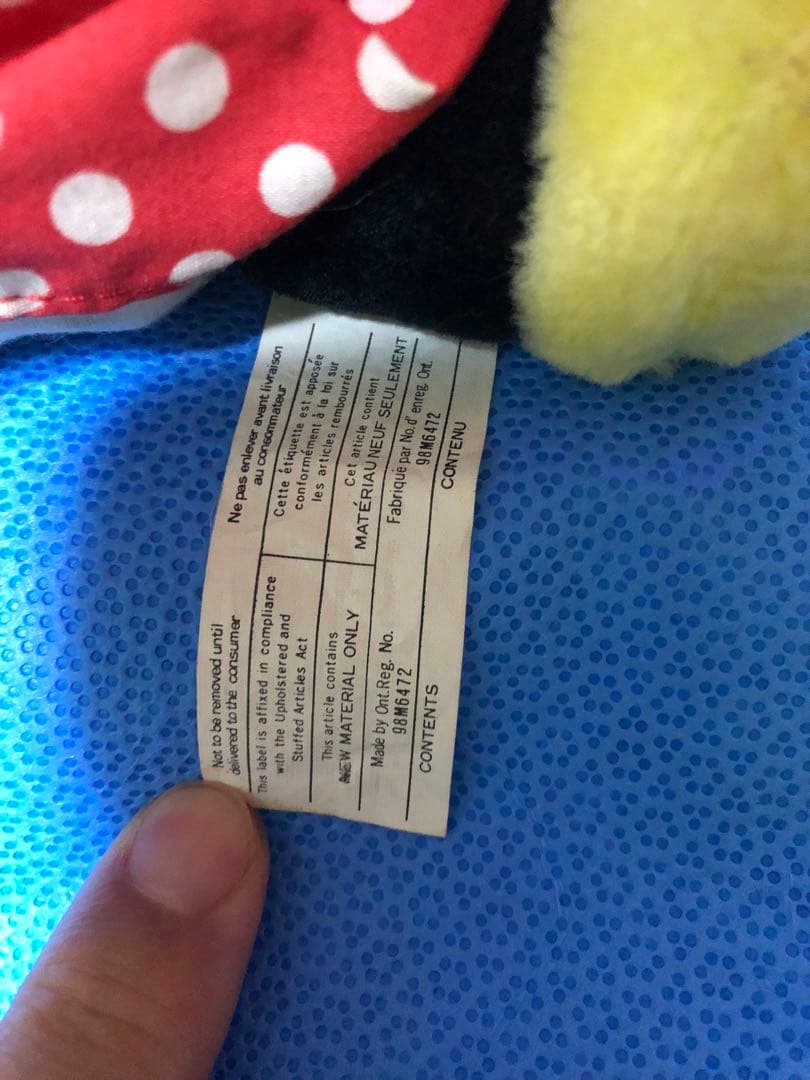 Not to be removed until
delivered to the consumer
Ne pas enlever avant livraison
au consommateur
This label is affixed in compliance
with the Upholstered and
Stuffed Articles Act
Cette étiquette est apposée
conformément à la loi sur
les articles rembourrés
This article contains
NEW MATERIAL ONLY
Cet article contient
MATÉRIAU NEUF SEULEMENT
Made by Ont.Reg. No.
98M6472
Fabriqué par No.d' enreg. Ont.
98M6472
CONTENTS
CONTENU